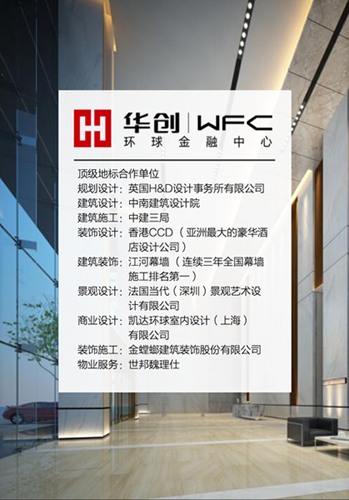 华创 WFC
环球金融中心
顶级地标合作单位
规划设计：英国H&D设计事务所有限公司
建筑设计：中南建筑设计院
建筑施工：中建三局
装饰设计：香港CCD（亚洲最大的豪华酒
店设计公司）
建筑装饰：江河幕墙（连续三年全国幕墙
施工排名第一）
景观设计：法国当代（深圳）景观艺术设
计有限公司
商业设计：凯达环球室内设计（上海）
有限公司
装饰施工：金螳螂建筑装饰股份有限公司
物业服务：世邦魏理仕